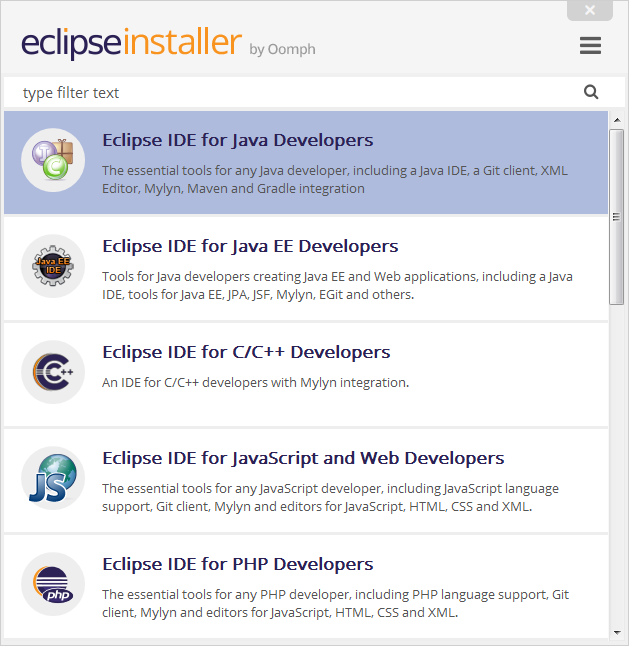 eclipseinstaller by Oomph
type filter text
Eclipse IDE for Java Developers
The essential tools for any Java developer, including a Java IDE, a Git client, XML
Editor, Mylyn, Maven and Gradle integration
Java EE
IDE
Eclipse IDE for Java EE Developers
Tools for Java developers creating Java EE and Web applications, including a Java
IDE, tools for Java EE, JPA, JSF, Mylyn, EGit and others.
C++
Eclipse IDE for C/C++ Developers
An IDE for C/C++ developers with Mylyn integration.
JS
Eclipse IDE for JavaScript and Web Developers
The essential tools for any JavaScript developer, including JavaScript language
support, Git client, Mylyn and editors for JavaScript, HTML, CSS and XML.
php
Eclipse IDE for PHP Developers
The essential tools for any PHP developer, including PHP language support, Git
client, Mylyn and editors for JavaScript, HTML, CSS and XML.